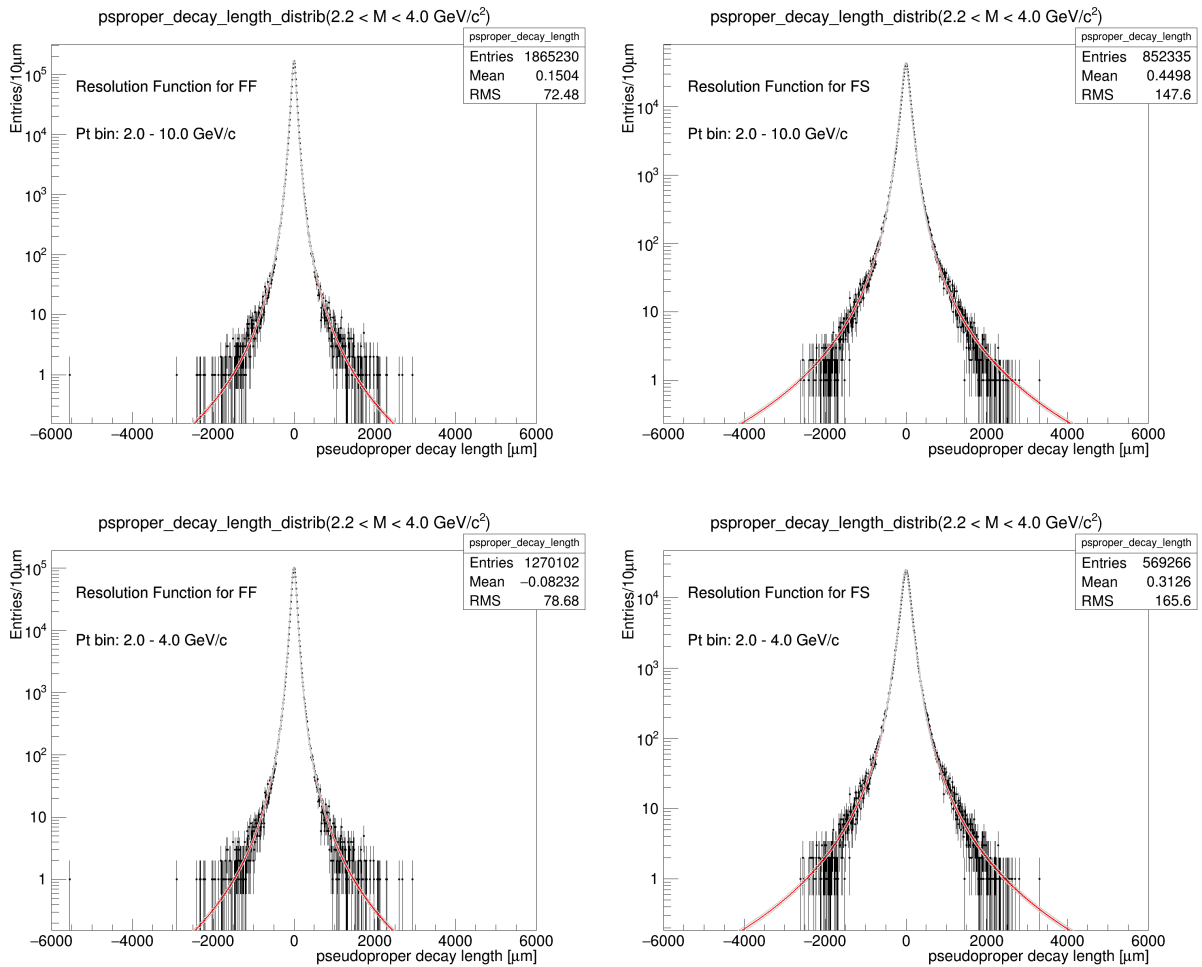 psproper_decay_length_distrib(2.2 < M < 4.0 GeV/c²)
psproper_decay_length
Entries 1865230
Mean 0.1504
RMS 72.48
Resolution Function for FF
Pt bin: 2.0 - 10.0 GeV/c
Entries/10μm
10⁵
10⁴
10³
10²
10
1
−6000 −4000 −2000 0 2000 4000 6000
pseudoproper decay length [μm]
psproper_decay_length_distrib(2.2 < M < 4.0 GeV/c²)
psproper_decay_length
Entries 852335
Mean 0.4498
RMS 147.6
Resolution Function for FS
Pt bin: 2.0 - 10.0 GeV/c
Entries/10μm
10⁴
10³
10²
10
1
−6000 −4000 −2000 0 2000 4000 6000
pseudoproper decay length [μm]
psproper_decay_length_distrib(2.2 < M < 4.0 GeV/c²)
psproper_decay_length
Entries 1270102
Mean −0.08232
RMS 78.68
Resolution Function for FF
Pt bin: 2.0 - 4.0 GeV/c
Entries/10μm
10⁵
10⁴
10³
10²
10
1
−6000 −4000 −2000 0 2000 4000 6000
pseudoproper decay length [μm]
psproper_decay_length_distrib(2.2 < M < 4.0 GeV/c²)
psproper_decay_length
Entries 569266
Mean 0.3126
RMS 165.6
Resolution Function for FS
Pt bin: 2.0 - 4.0 GeV/c
Entries/10μm
10⁴
10³
10²
10
1
−6000 −4000 −2000 0 2000 4000 6000
pseudoproper decay length [μm]